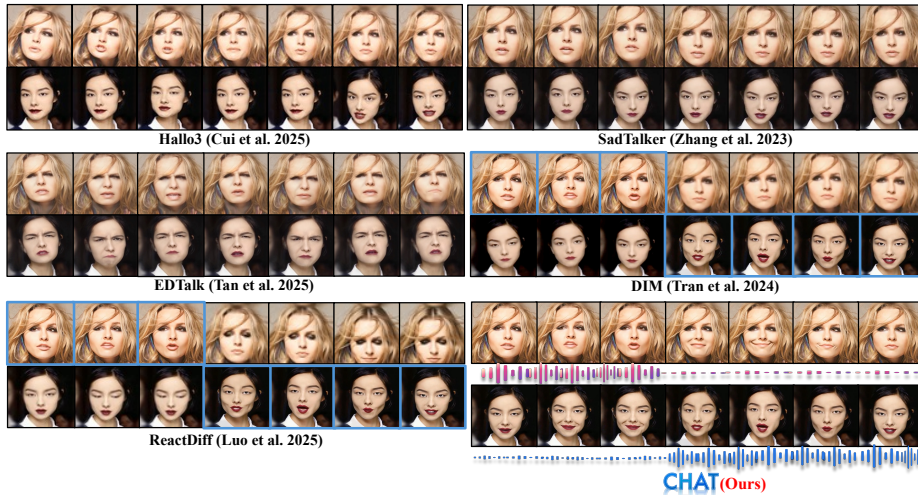 Hallo3 (Cui et al. 2025)
SadTalker (Zhang et al. 2023)
EDTalk (Tan et al. 2025)
DIM (Tran et al. 2024)
ReactDiff (Luo et al. 2025)
CHAT(Ours)